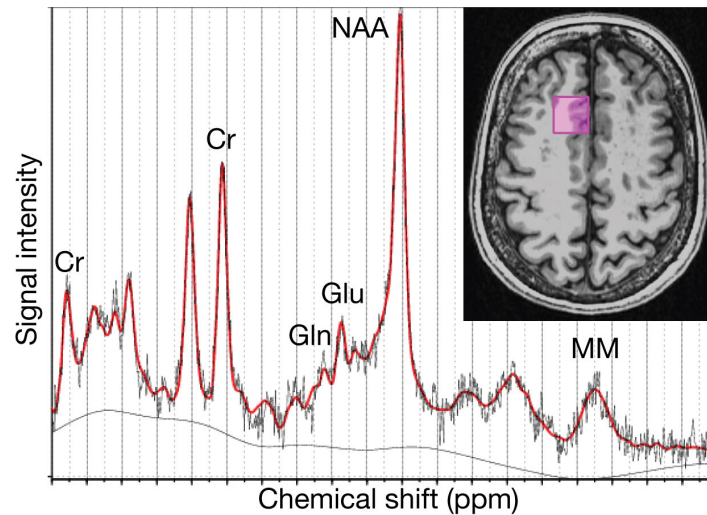 NAA
Cr
Cr
Glu
Gln
MM
Signal intensity
Chemical shift (ppm)